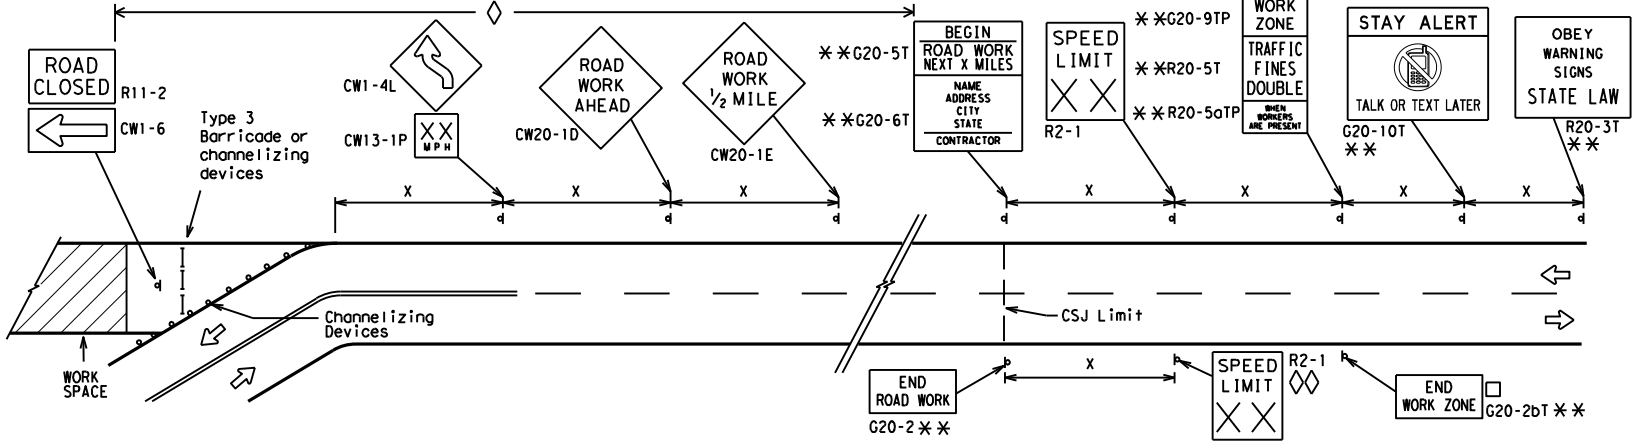 ROAD
CLOSED
R11-2
CW1-6
Type 3
Barricade or
channelizing
devices
CW1-4L
XX
MPH
CW13-1P
ROAD
WORK
AHEAD
CW20-1D
ROAD
WORK
1/2 MILE
CW20-1E
**G20-5T
**G20-6T
BEGIN
ROAD WORK
NEXT X MILES
NAME
ADDRESS
CITY
STATE
CONTRACTOR
SPEED
LIMIT
XX
R2-1
**G20-9TP
**R20-5T
**R20-5aTP
WORK
ZONE
TRAFFIC
FINES
DOUBLE
WHEN
WORKERS
ARE PRESENT
STAY ALERT
TALK OR TEXT LATER
G20-10T
**
OBEY
WARNING
SIGNS
STATE LAW
R20-3T
**
X
X
X
X
X
X
X
Channelizing
Devices
WORK
SPACE
CSJ Limit
X
END
ROAD WORK
G20-2**
SPEED
LIMIT
XX
R2-1
END
WORK ZONE
G20-2bT**